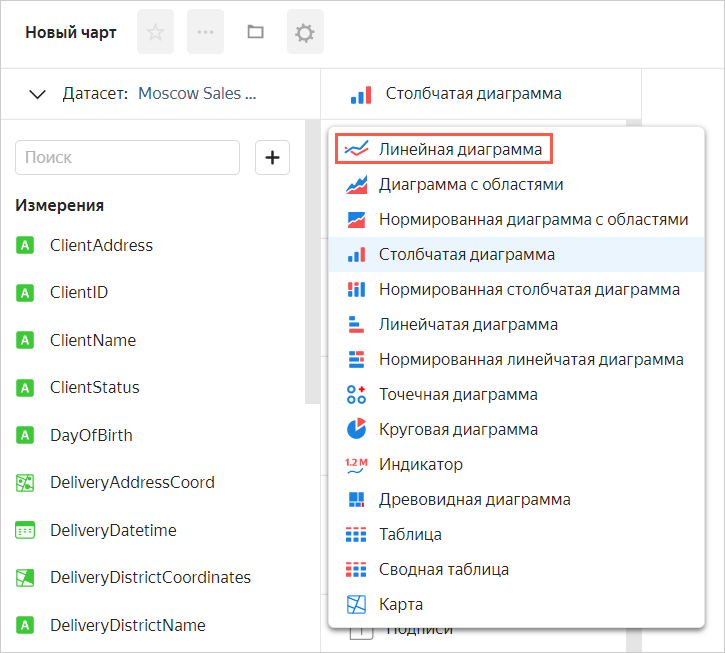 Новый чарт
Датасет: Moscow Sales ...
Поиск
Измерения
A ClientAddress
A ClientID
A ClientName
A ClientStatus
A DayOfBirth
DeliveryAddressCoord
DeliveryDatetime
DeliveryDistrictCoordinates
A DeliveryDistrictName
Столбчатая диаграмма
Линейная диаграмма
Диаграмма с областями
Нормированная диаграмма с областями
Столбчатая диаграмма
Нормированная столбчатая диаграмма
Линейчатая диаграмма
Нормированная линейчатая диаграмма
Точечная диаграмма
Круговая диаграмма
1.2 M Индикатор
Древовидная диаграмма
Таблица
Сводная таблица
Карта
Подписи